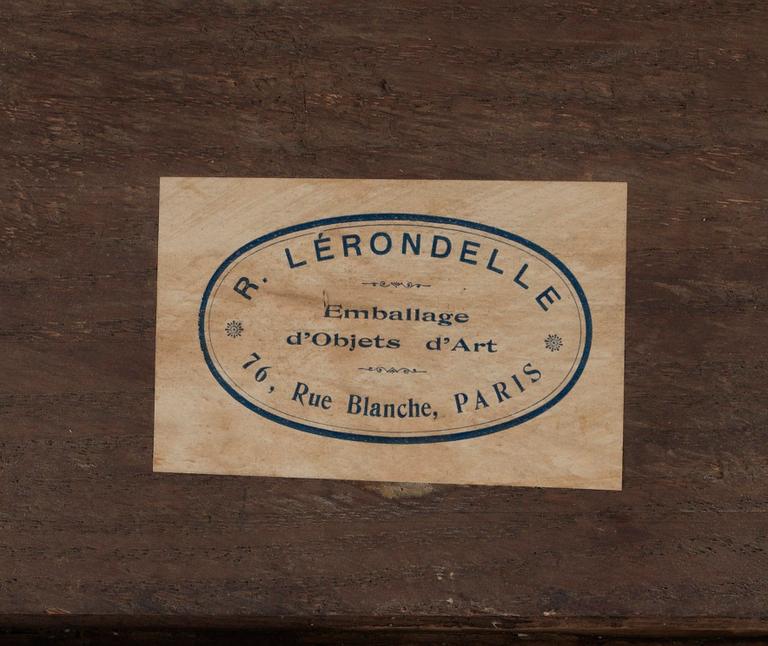 R. LÉRONDELLE
Emballage
d'Objets d'Art
76, Rue Blanche, PARIS